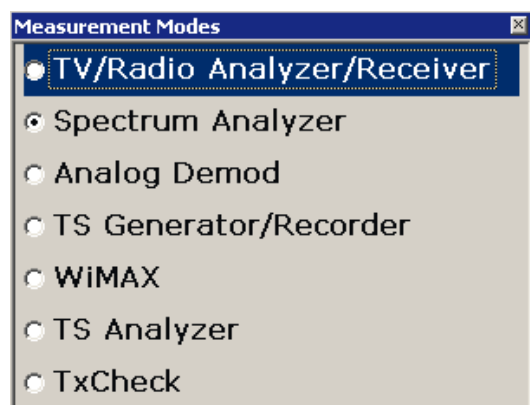 Measurement Modes
TV/Radio Analyzer/Receiver
Spectrum Analyzer
Analog Demod
TS Generator/Recorder
WiMAX
TS Analyzer
TxCheck